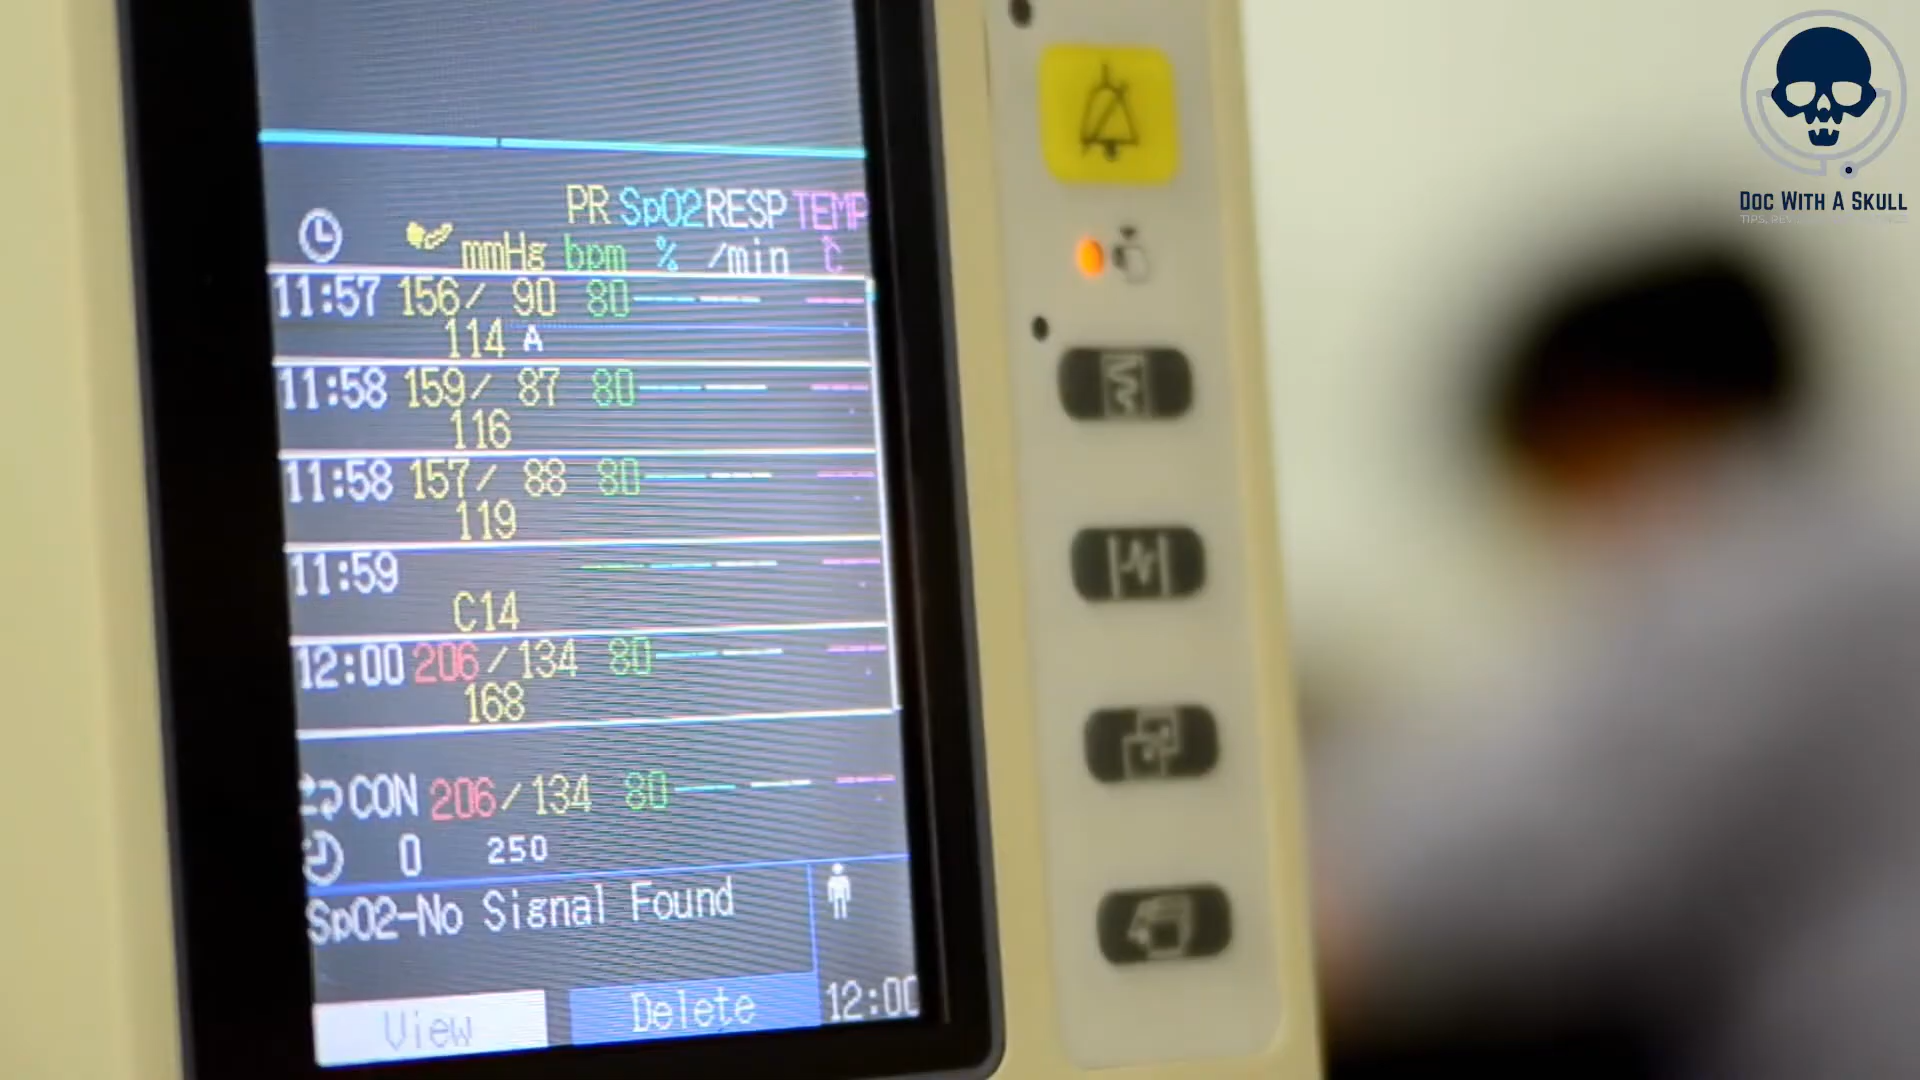 PR SpO2 RESP TEMP
mmHg bpm % /min °C
11:57 156/ 90 80
114 A
11:58 159/ 87 80
116
11:58 157/ 88 80
119
11:59
C14
12:00 206/134 80
168
CON 206/134 80
0 250
SpO2-No Signal Found
View Delete 12:00
DOC WITH A SKULL